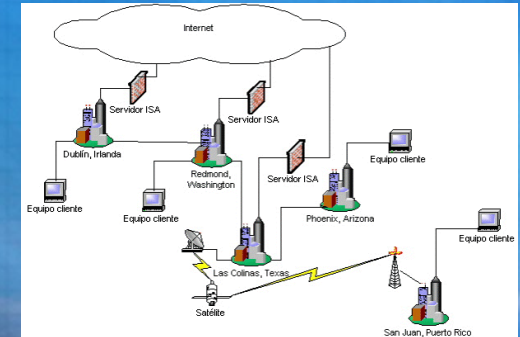 Internet
Servidor ISA
Servidor ISA
Dublín, Irlanda
Redmond,
Washington
Servidor ISA
Equipo cliente
Equipo cliente
Equipo cliente
Phoenix, Arizona
Equipo cliente
Las Colinas, Texas
Satélite
San Juan, Puerto Rico